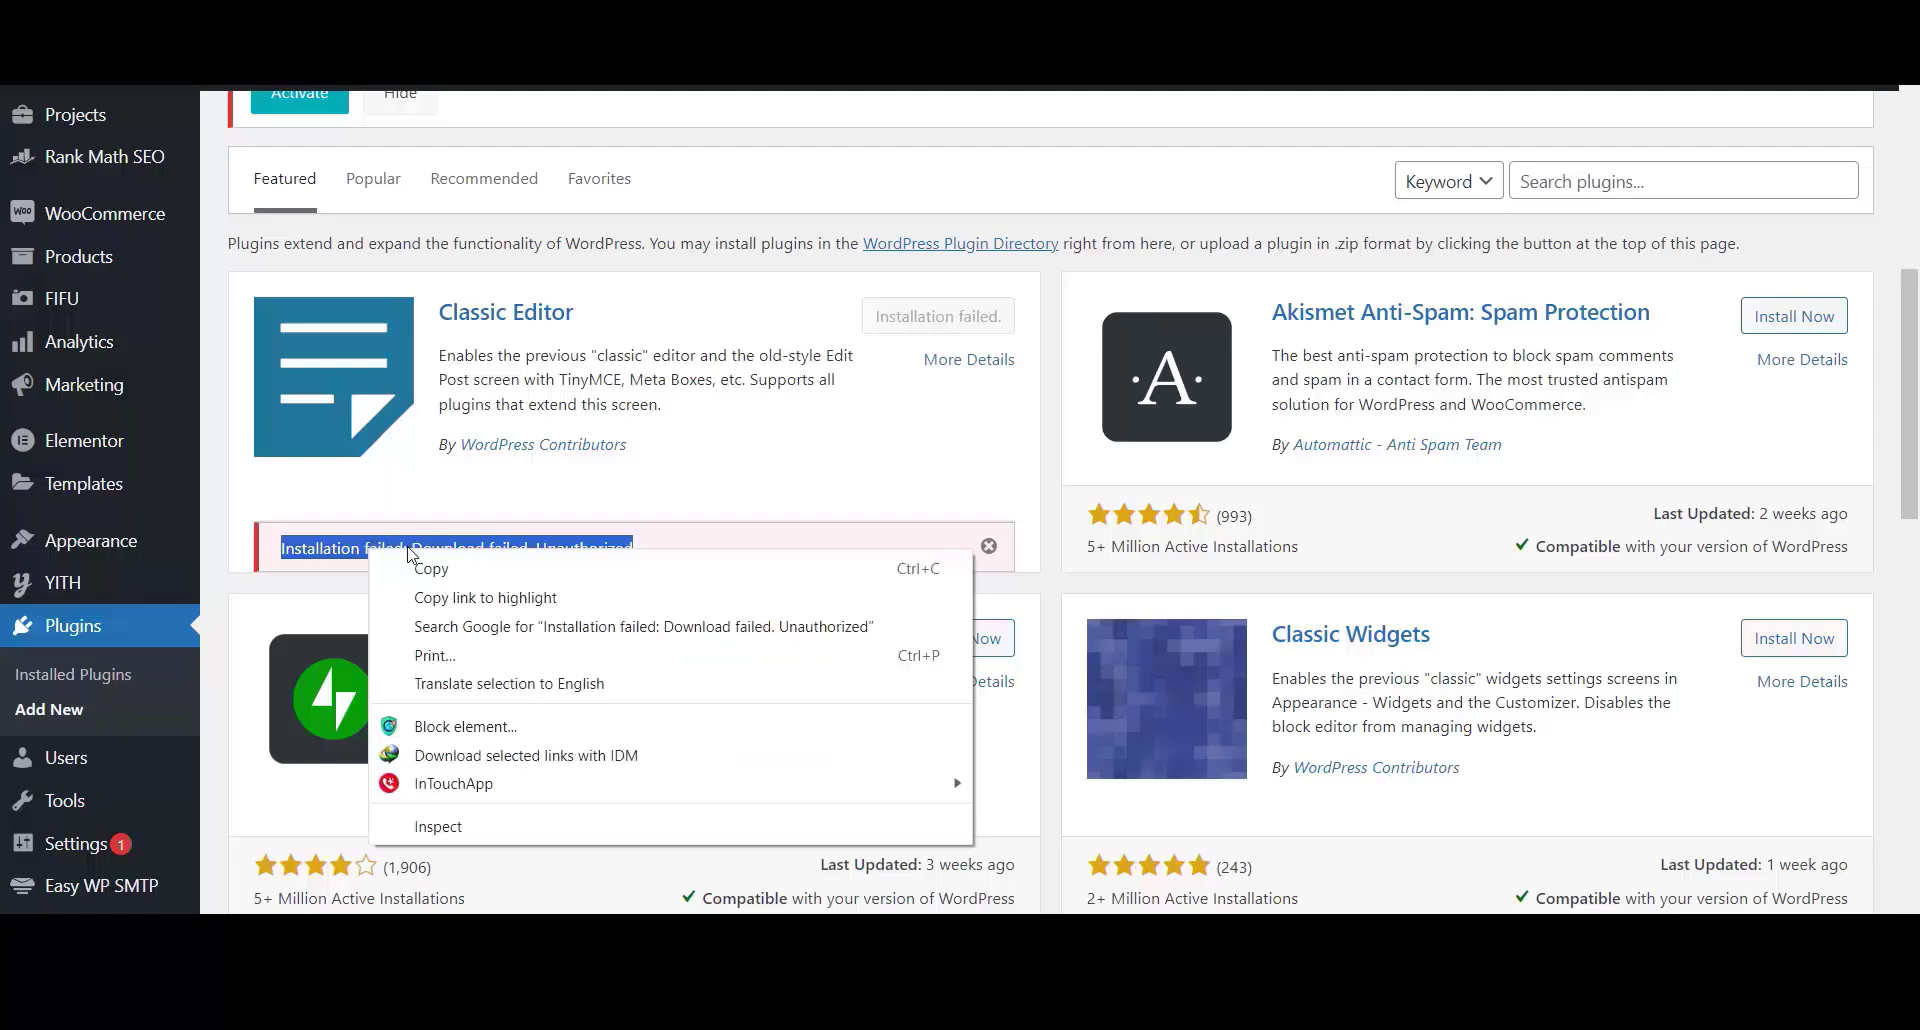 Activate
Hide
Projects
Rank Math SEO
WooCommerce
Products
FIFU
Analytics
Marketing
Elementor
Templates
Appearance
YITH
Plugins
Installed Plugins
Add New
Users
Tools
Settings 1
Easy WP SMTP
Featured
Popular
Recommended
Favorites
Keyword
Search plugins...
Plugins extend and expand the functionality of WordPress. You may install plugins in the WordPress Plugin Directory right from here, or upload a plugin in .zip format by clicking the button at the top of this page.
Classic Editor
Installation failed.
More Details
Enables the previous "classic" editor and the old-style Edit
Post screen with TinyMCE, Meta Boxes, etc. Supports all
plugins that extend this screen.
By WordPress Contributors
Installation failed: Download failed. Unauthorized
Akismet Anti-Spam: Spam Protection
Install Now
More Details
The best anti-spam protection to block spam comments
and spam in a contact form. The most trusted antispam
solution for WordPress and WooCommerce.
By Automattic - Anti Spam Team
(993)
5+ Million Active Installations
Last Updated: 2 weeks ago
Compatible with your version of WordPress
Copy Ctrl+C
Copy link to highlight
Search Google for “Installation failed: Download failed. Unauthorized”
Print... Ctrl+P
Translate selection to English
Block element...
Download selected links with IDM
InTouchApp
Inspect
Now
Details
(1,906)
5+ Million Active Installations
Last Updated: 3 weeks ago
Compatible with your version of WordPress
Classic Widgets
Install Now
More Details
Enables the previous "classic" widgets settings screens in
Appearance - Widgets and the Customizer. Disables the
block editor from managing widgets.
By WordPress Contributors
(243)
2+ Million Active Installations
Last Updated: 1 week ago
Compatible with your version of WordPress